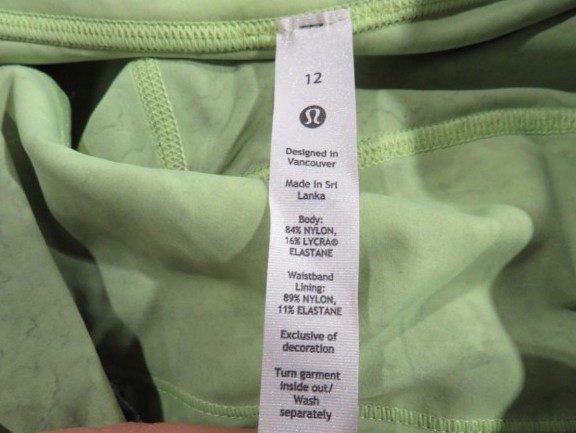 12
Designed in
Vancouver
Made in Sri
Lanka
Body:
84% NYLON,
16% LYCRA®
ELASTANE
Waistband
Lining:
89% NYLON,
11% ELASTANE
Exclusive of
decoration
Turn garment
inside out/
Wash
separately